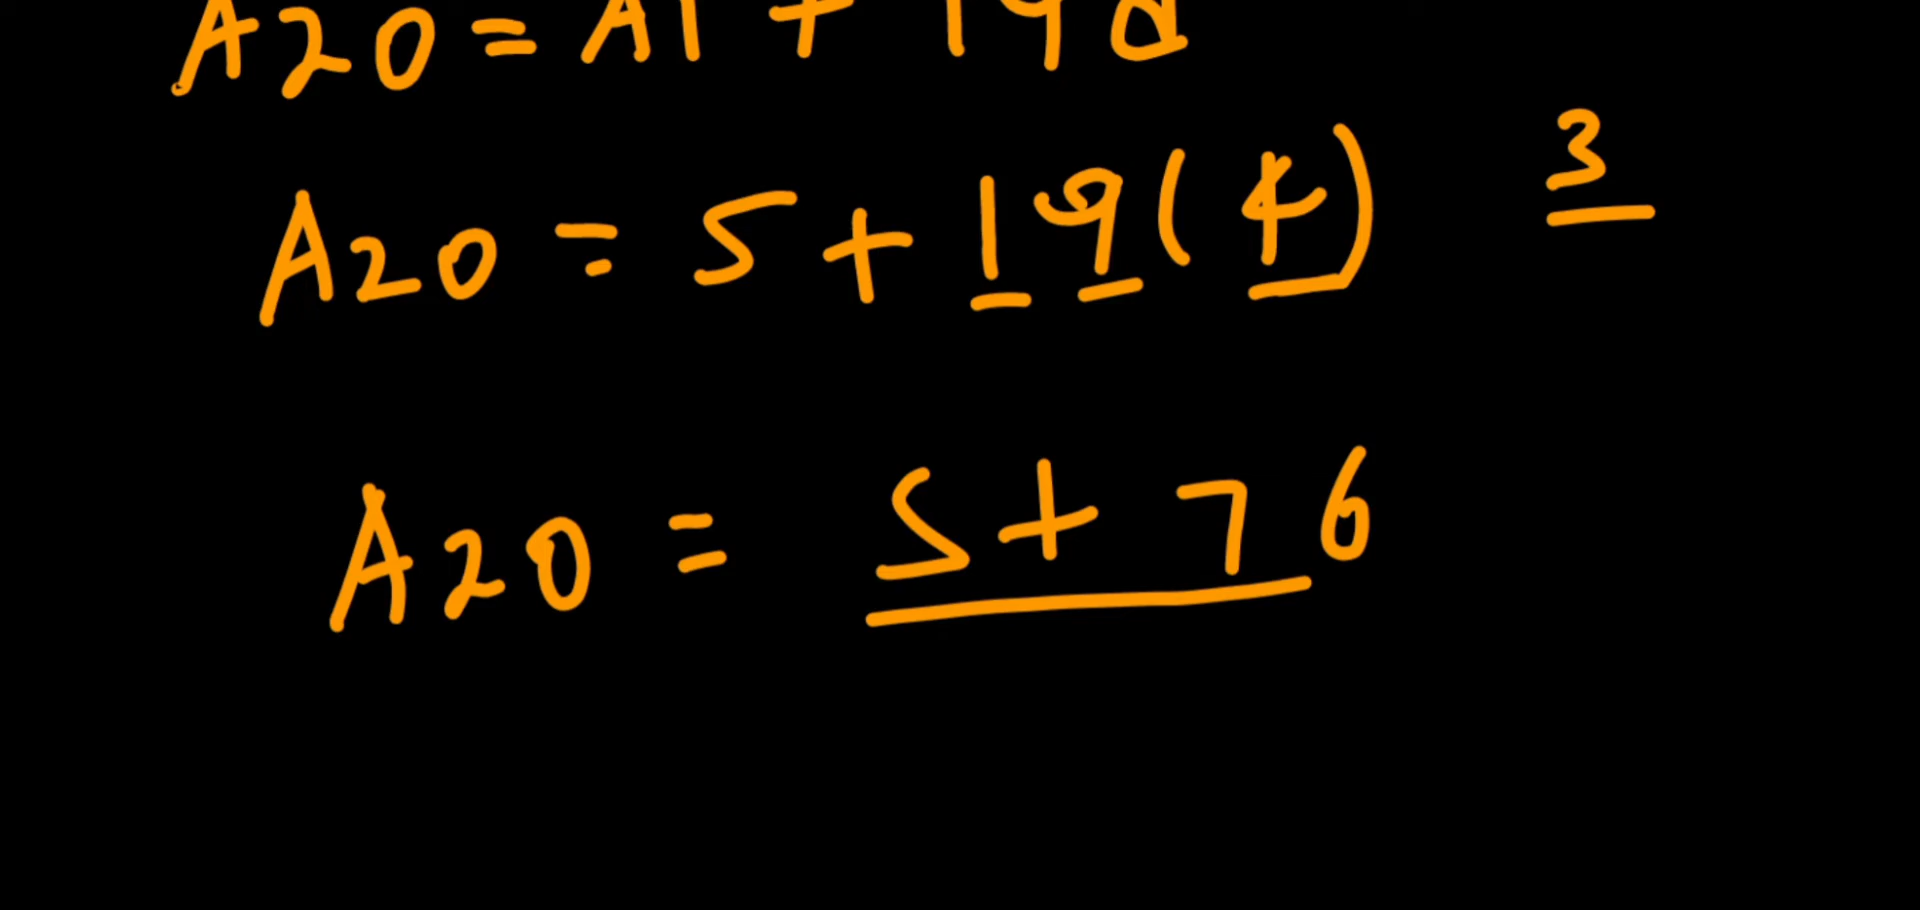 A20 = A1 + 19d
A20 = 5 + 19(4) 3
A20 = 5 + 76